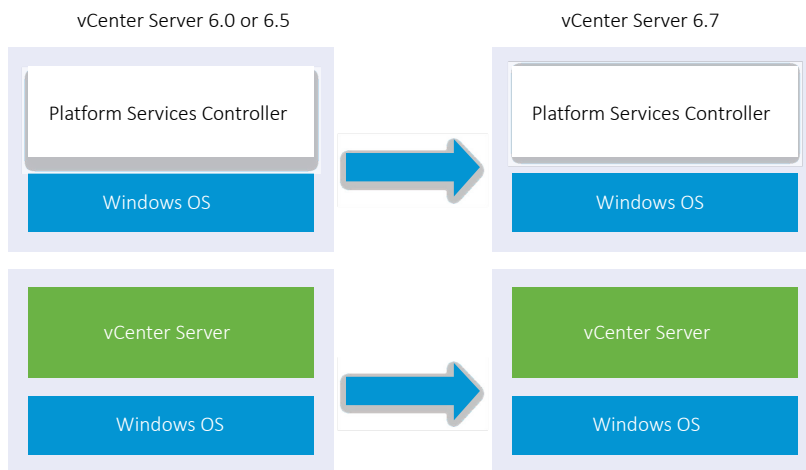 vCenter Server 6.0 or 6.5
vCenter Server 6.7
Platform Services Controller
Platform Services Controller
Windows OS
Windows OS
vCenter Server
vCenter Server
Windows OS
Windows OS